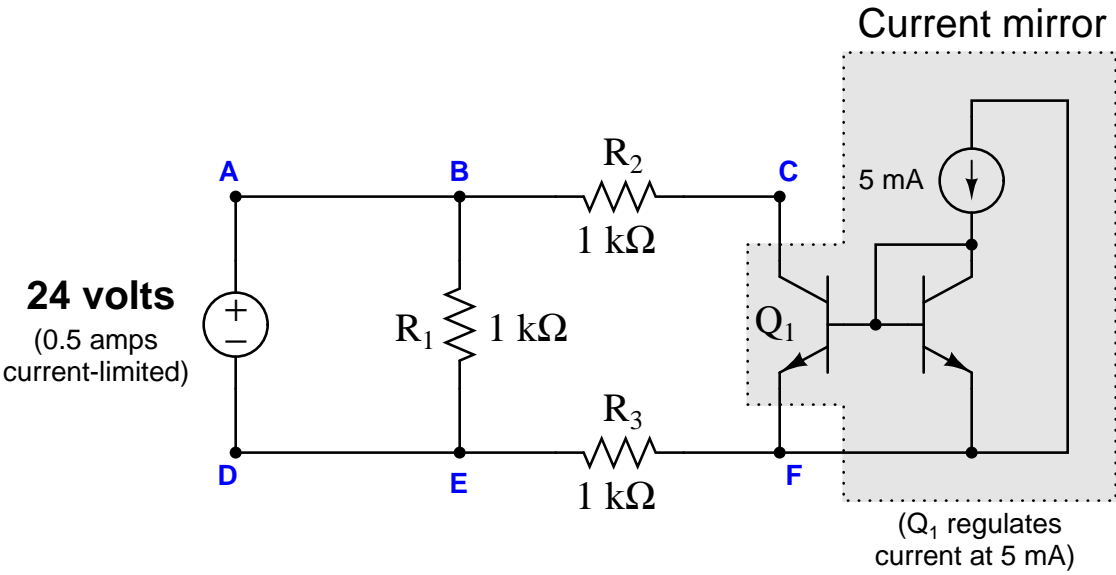 Current mirror
A
B
R2
C
5 mA
1 kΩ
24 volts
(0.5 amps
current-limited)
+
−
R1 1 kΩ
Q1
R3
D
E
1 kΩ
F
(Q1 regulates
current at 5 mA)